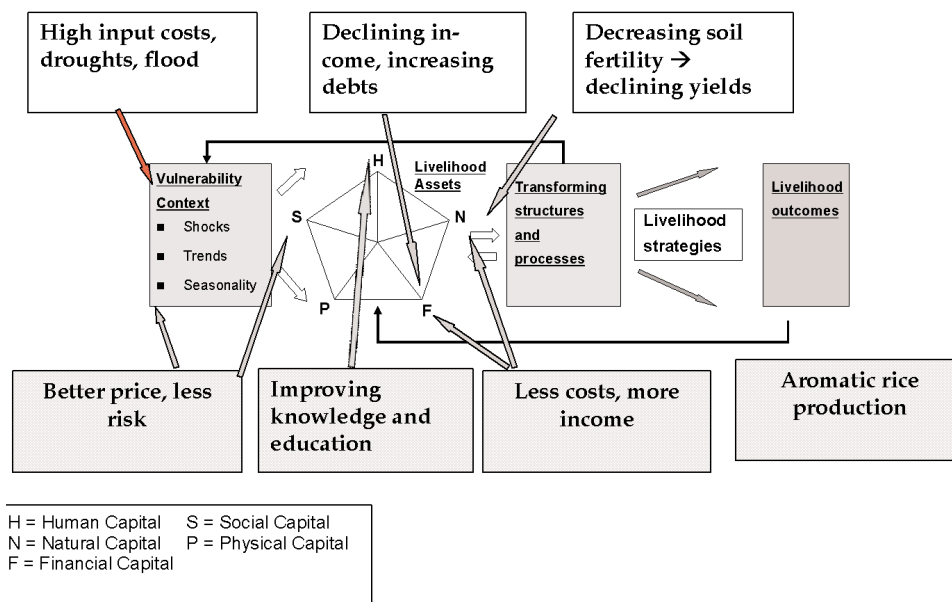 High input costs,
droughts, flood
Declining in-
come, increasing
debts
Decreasing soil
fertility →
declining yields
Vulnerability
Context
■ Shocks
■ Trends
■ Seasonality
H
S
N
P
F
Livelihood
Assets
Transforming
structures
and
processes
Livelihood
strategies
Livelihood
outcomes
Better price, less
risk
Improving
knowledge and
education
Less costs, more
income
Aromatic rice
production
H = Human Capital S = Social Capital
N = Natural Capital P = Physical Capital
F = Financial Capital